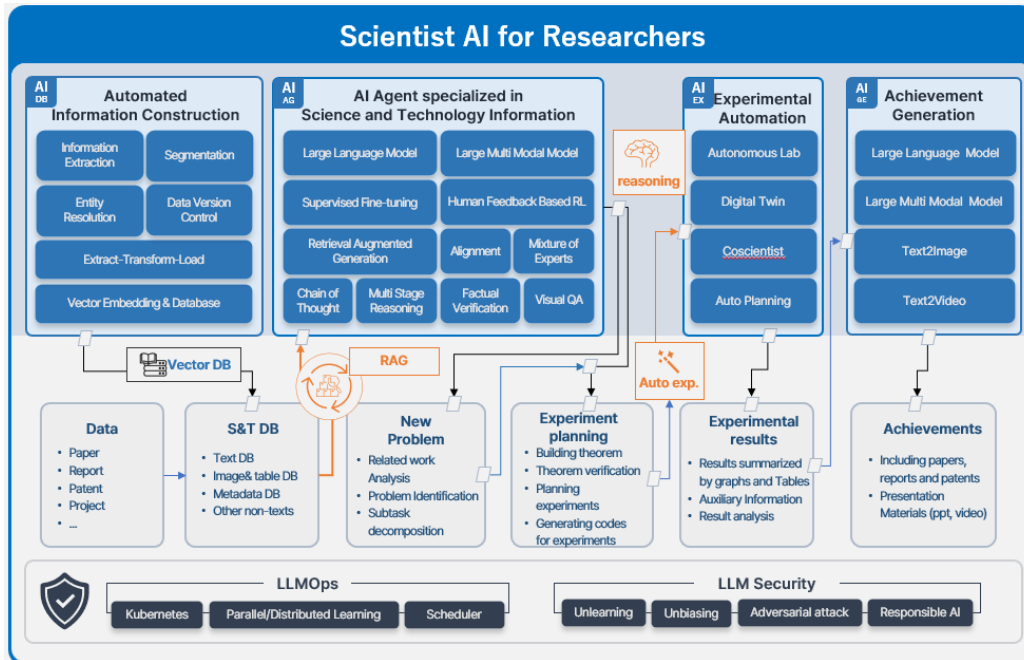 Scientist AI for Researchers
AI
DB
Automated
Information Construction
Information
Extraction
Segmentation
Entity
Resolution
Data Version
Control
Extract-Transform-Load
Vector Embedding & Database
AI
AG
AI Agent specialized in
Science and Technology Information
Large Language Model
Large Multi Modal Model
Supervised Fine-tuning
Human Feedback Based RL
Retrieval Augmented
Generation
Alignment
Mixture of
Experts
Chain of
Thought
Multi Stage
Reasoning
Factual
Verification
Visual QA
reasoning
AI
EX
Experimental
Automation
Autonomous Lab
Digital Twin
Coscientist
Auto Planning
AI
GE
Achievement
Generation
Large Language Model
Large Multi Modal Model
Text2Image
Text2Video
Vector DB
RAG
Auto exp.
Data
• Paper
• Report
• Patent
• Project
• ...
S&T DB
• Text DB
• Image& table DB
• Metadata DB
• Other non-texts
New
Problem
• Related work
Analysis
• Problem Identification
• Subtask
decomposition
Experiment
planning
• Building theorem
• Theorem verification
• Planning
experiments
• Generating codes
for experiments
Experimental
results
• Results summarized
by graphs and Tables
• Auxiliary Information
• Result analysis
Achievements
• Including papers,
reports and patents
• Presentation
Materials (ppt, video)
LLMOps
Kubernetes
Parallel/Distributed Learning
Scheduler
LLM Security
Unlearning
Unbiasing
Adversarial attack
Responsible AI